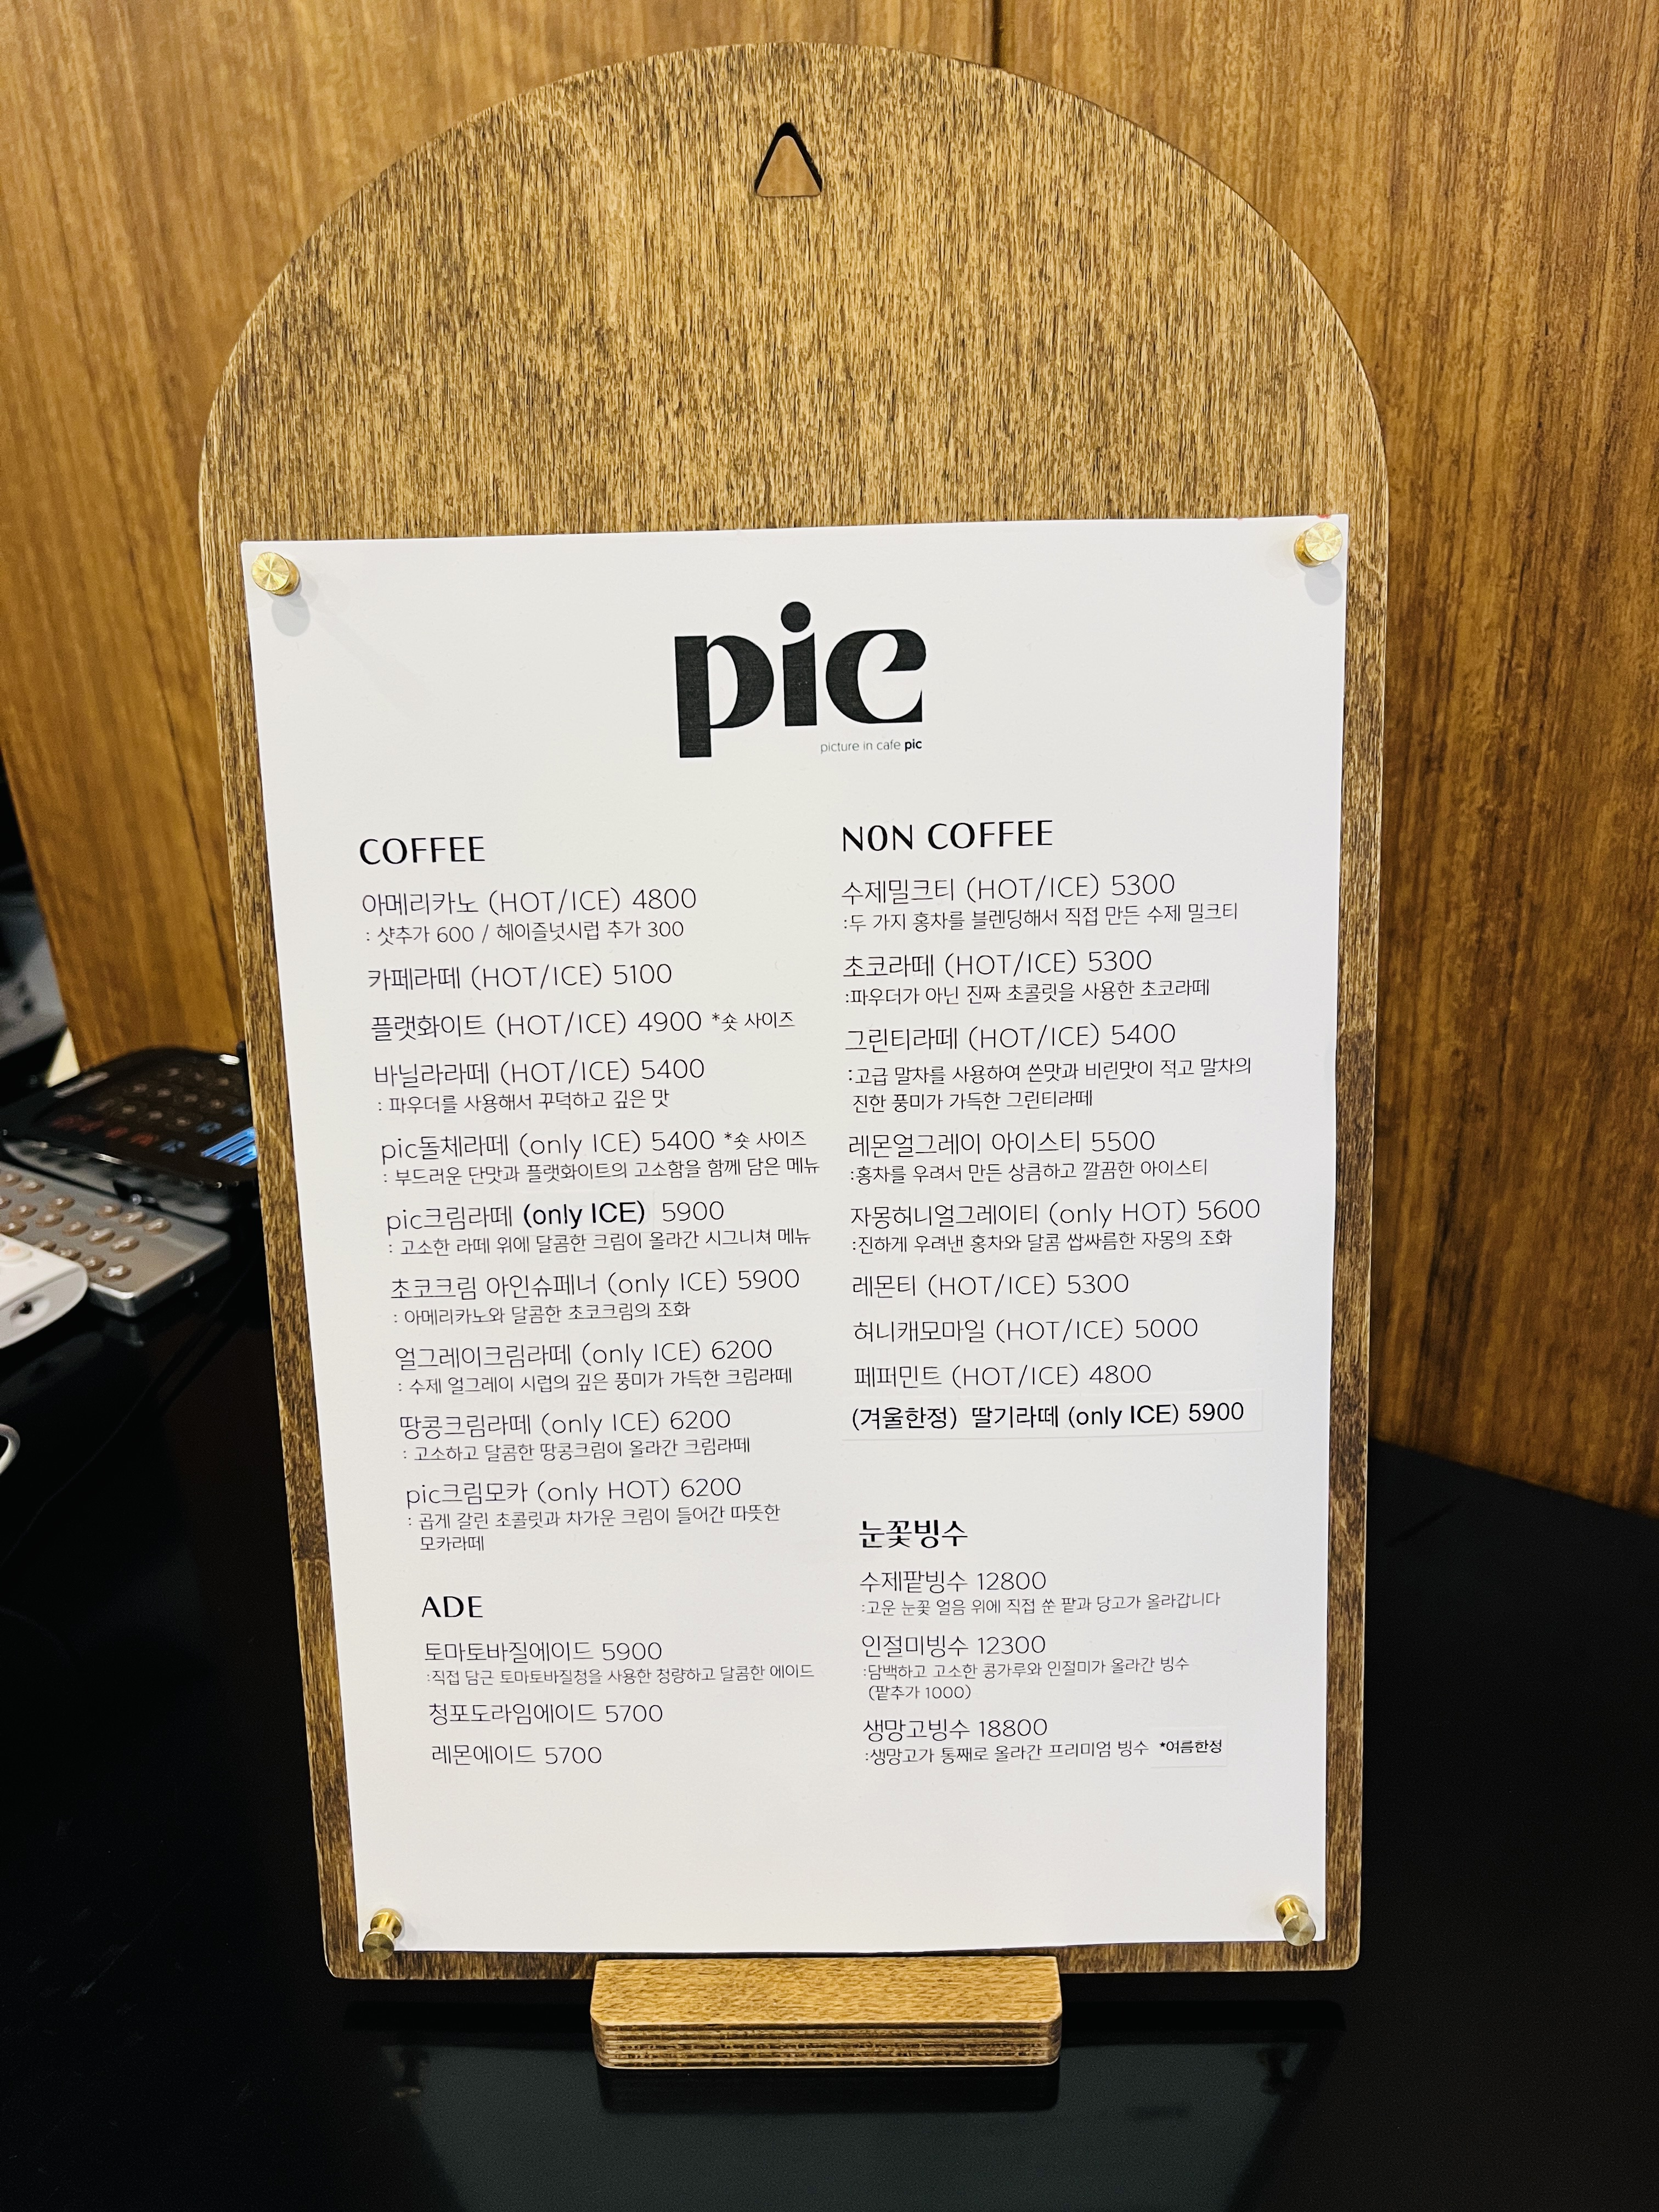 pic
picture in cafe pic
COFFEE
아메리카노 (HOT/ICE) 4800
: 샷추가 600 / 헤이즐넛시럽 추가 300
카페라떼 (HOT/ICE) 5100
플랫화이트 (HOT/ICE) 4900 *숏 사이즈
바닐라라떼 (HOT/ICE) 5400
: 파우더를 사용해서 꾸덕하고 깊은 맛
pic돌체라떼 (only ICE) 5400 *숏 사이즈
: 부드러운 단맛과 플랫화이트의 고소함을 함께 담은 메뉴
pic크림라떼 (only ICE) 5900
: 고소한 라떼 위에 달콤한 크림이 올라간 시그니쳐 메뉴
초코크림 아인슈페너 (only ICE) 5900
: 아메리카노와 달콤한 초코크림의 조화
얼그레이크림라떼 (only ICE) 6200
: 수제 얼그레이 시럽의 깊은 풍미가 가득한 크림라떼
땅콩크림라떼 (only ICE) 6200
: 고소하고 달콤한 땅콩크림이 올라간 크림라떼
pic크림모카 (only HOT) 6200
: 곱게 갈린 초콜릿과 차가운 크림이 들어간 따뜻한
모카라떼
ADE
토마토바질에이드 5900
:직접 담근 토마토바질청을 사용한 청량하고 달콤한 에이드
청포도라임에이드 5700
레몬에이드 5700
NON COFFEE
수제밀크티 (HOT/ICE) 5300
:두 가지 홍차를 블렌딩해서 직접 만든 수제 밀크티
초코라떼 (HOT/ICE) 5300
:파우더가 아닌 진짜 초콜릿을 사용한 초코라떼
그린티라떼 (HOT/ICE) 5400
:고급 말차를 사용하여 쓴맛과 비린맛이 적고 말차의
진한 풍미가 가득한 그린티라떼
레몬얼그레이 아이스티 5500
:홍차를 우려서 만든 상큼하고 깔끔한 아이스티
자몽허니얼그레이티 (only HOT) 5600
:진하게 우려낸 홍차와 달콤 쌉싸름한 자몽의 조화
레몬티 (HOT/ICE) 5300
허니캐모마일 (HOT/ICE) 5000
페퍼민트 (HOT/ICE) 4800
(겨울한정) 딸기라떼 (only ICE) 5900
눈꽃빙수
수제팥빙수 12800
:고운 눈꽃 얼음 위에 직접 쑨 팥과 당고가 올라갑니다
인절미빙수 12300
:담백하고 고소한 콩가루와 인절미가 올라간 빙수
(팥추가 1000)
생망고빙수 18800
:생망고가 통째로 올라간 프리미엄 빙수 *여름한정